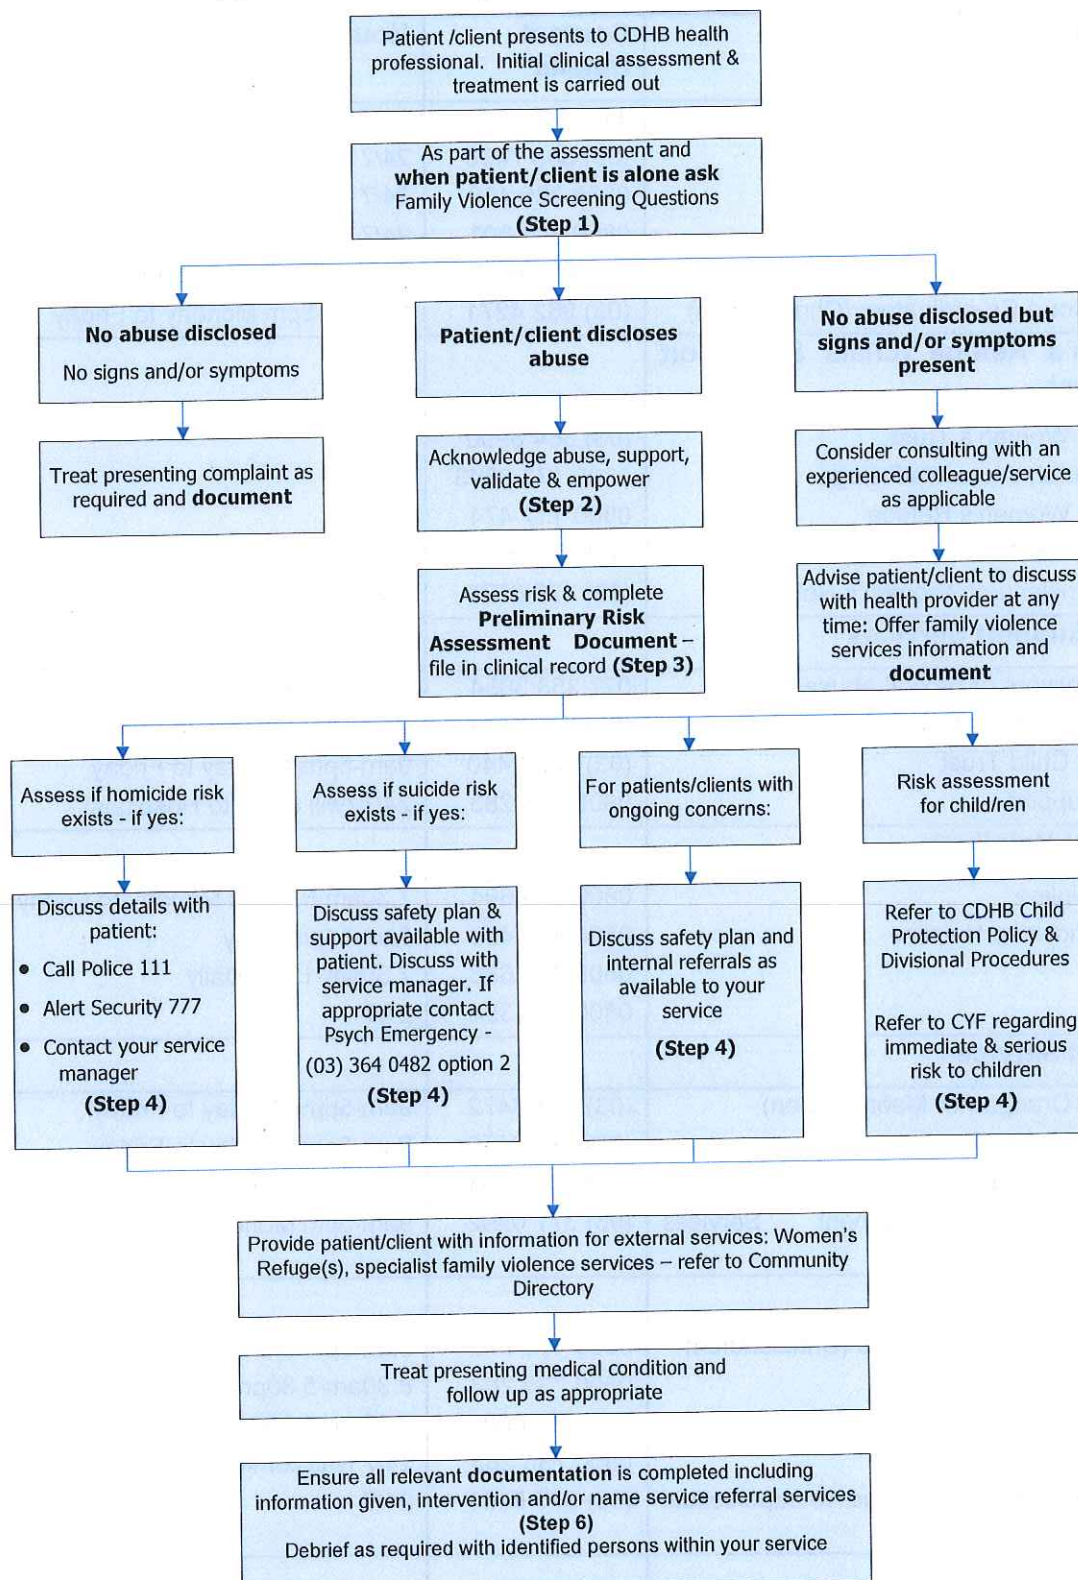 Patient /client presents to CDHB health
professional. Initial clinical assessment &
treatment is carried out
As part of the assessment and
when patient/client is alone ask
Family Violence Screening Questions
(Step 1)
No abuse disclosed
No signs and/or symptoms
Patient/client discloses
abuse
No abuse disclosed but
signs and/or symptoms
present
Treat presenting complaint as
required and document
Acknowledge abuse, support,
validate & empower
(Step 2)
Consider consulting with an
experienced colleague/service
as applicable
Assess risk & complete
Preliminary Risk
Assessment Document –
file in clinical record (Step 3)
Advise patient/client to discuss
with health provider at any
time: Offer family violence
services information and
document
Assess if homicide risk
exists - if yes:
Assess if suicide risk
exists - if yes:
For patients/clients with
ongoing concerns:
Risk assessment
for child/ren
Discuss details with
patient:
• Call Police 111
• Alert Security 777
• Contact your service
manager
(Step 4)
Discuss safety plan &
support available with
patient. Discuss with
service manager. If
appropriate contact
Psych Emergency -
(03) 364 0482 option 2
(Step 4)
Discuss safety plan and
internal referrals as
available to your
service
(Step 4)
Refer to CDHB Child
Protection Policy &
Divisional Procedures
Refer to CYF regarding
immediate & serious
risk to children
(Step 4)
Provide patient/client with information for external services: Women's
Refuge(s), specialist family violence services – refer to Community
Directory
Treat presenting medical condition and
follow up as appropriate
Ensure all relevant documentation is completed including
information given, intervention and/or name service referral services
(Step 6)
Debrief as required with identified persons within your service